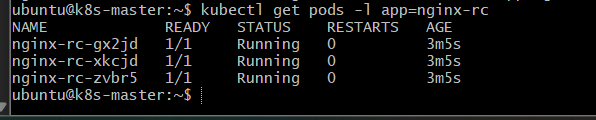 ubuntu@k8s-master:~$ kubectl get pods -l app=nginx-rc
NAME READY STATUS RESTARTS AGE
nginx-rc-gx2jd 1/1 Running 0 3m5s
nginx-rc-xkcjd 1/1 Running 0 3m5s
nginx-rc-zvbr5 1/1 Running 0 3m5s
ubuntu@k8s-master:~$